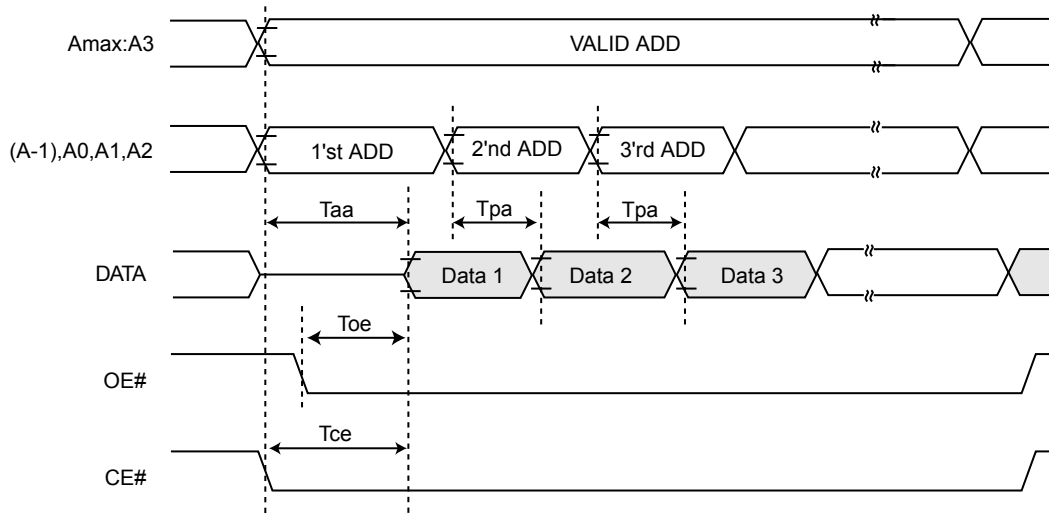 Amax:A3
VALID ADD
(A-1),A0,A1,A2
1'st ADD
2'nd ADD
3'rd ADD
Taa
Tpa
Tpa
DATA
Data 1
Data 2
Data 3
Toe
OE#
Tce
CE#